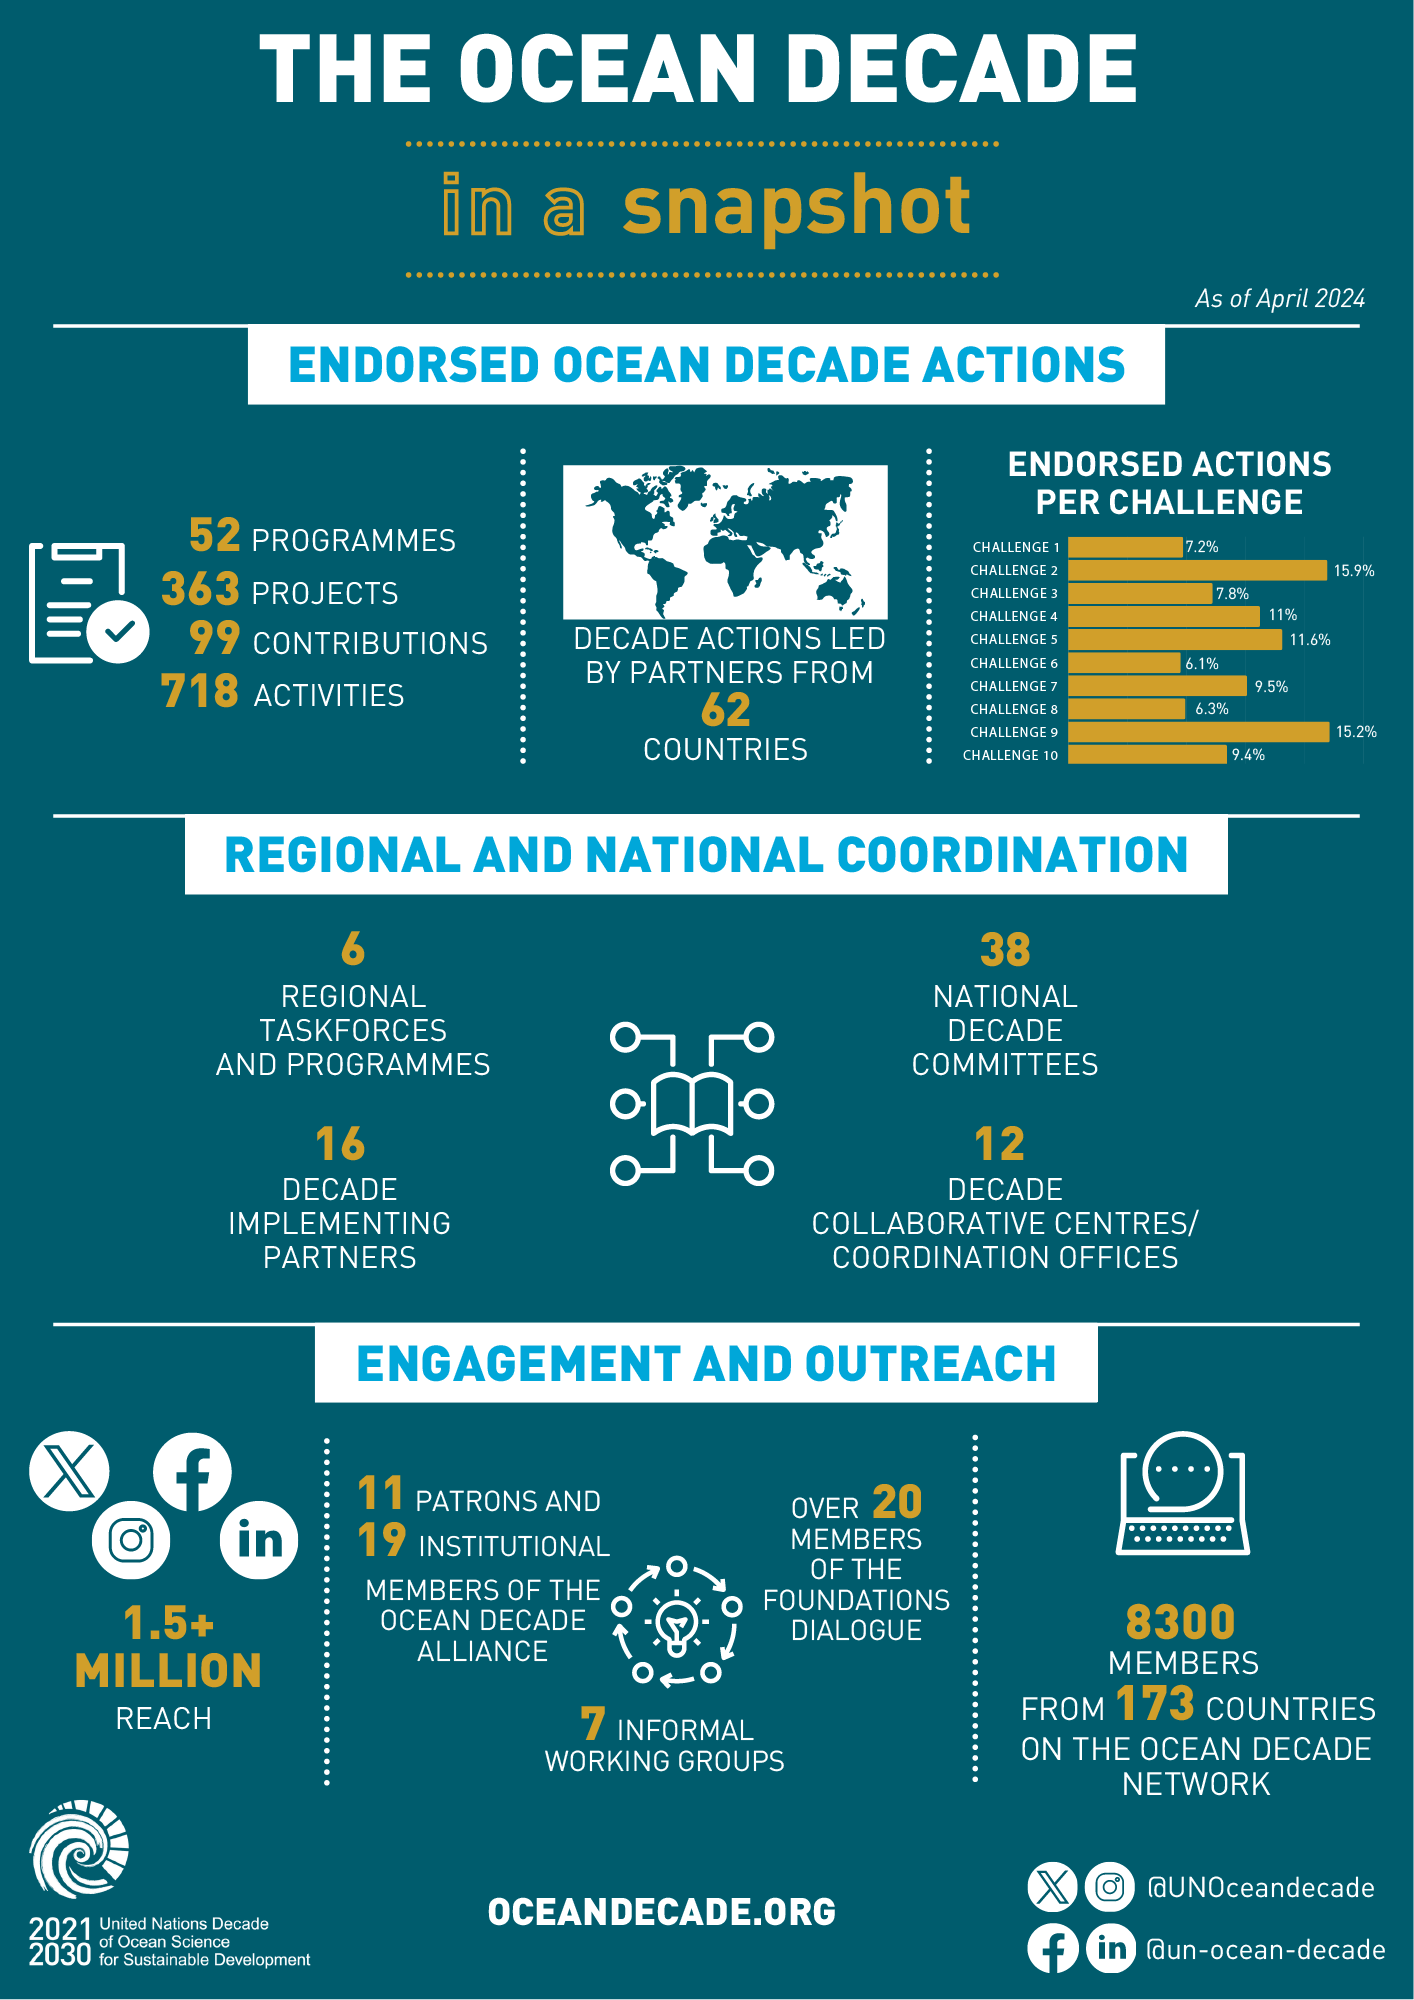 THE OCEAN DECADE
in a snapshot
As of April 2024
ENDORSED OCEAN DECADE ACTIONS
52 PROGRAMMES
363 PROJECTS
99 CONTRIBUTIONS
718 ACTIVITIES
DECADE ACTIONS LED
BY PARTNERS FROM
62
COUNTRIES
ENDORSED ACTIONS
PER CHALLENGE
CHALLENGE 1 7.2%
CHALLENGE 2 15.9%
CHALLENGE 3 7.8%
CHALLENGE 4 11%
CHALLENGE 5 11.6%
CHALLENGE 6 6.1%
CHALLENGE 7 9.5%
CHALLENGE 8 6.3%
CHALLENGE 9 15.2%
CHALLENGE 10 9.4%
REGIONAL AND NATIONAL COORDINATION
6
REGIONAL
TASKFORCES
AND PROGRAMMES
38
NATIONAL
DECADE
COMMITTEES
16
DECADE
IMPLEMENTING
PARTNERS
12
DECADE
COLLABORATIVE CENTRES/
COORDINATION OFFICES
ENGAGEMENT AND OUTREACH
1.5+
MILLION
REACH
11 PATRONS AND
19 INSTITUTIONAL
MEMBERS OF THE
OCEAN DECADE
ALLIANCE
OVER 20
MEMBERS
OF THE
FOUNDATIONS
DIALOGUE
7 INFORMAL
WORKING GROUPS
8300
MEMBERS
FROM 173 COUNTRIES
ON THE OCEAN DECADE
NETWORK
2021
2030
United Nations Decade
of Ocean Science
for Sustainable Development
OCEANDECADE.ORG
@UNOceandecade
@un-ocean-decade